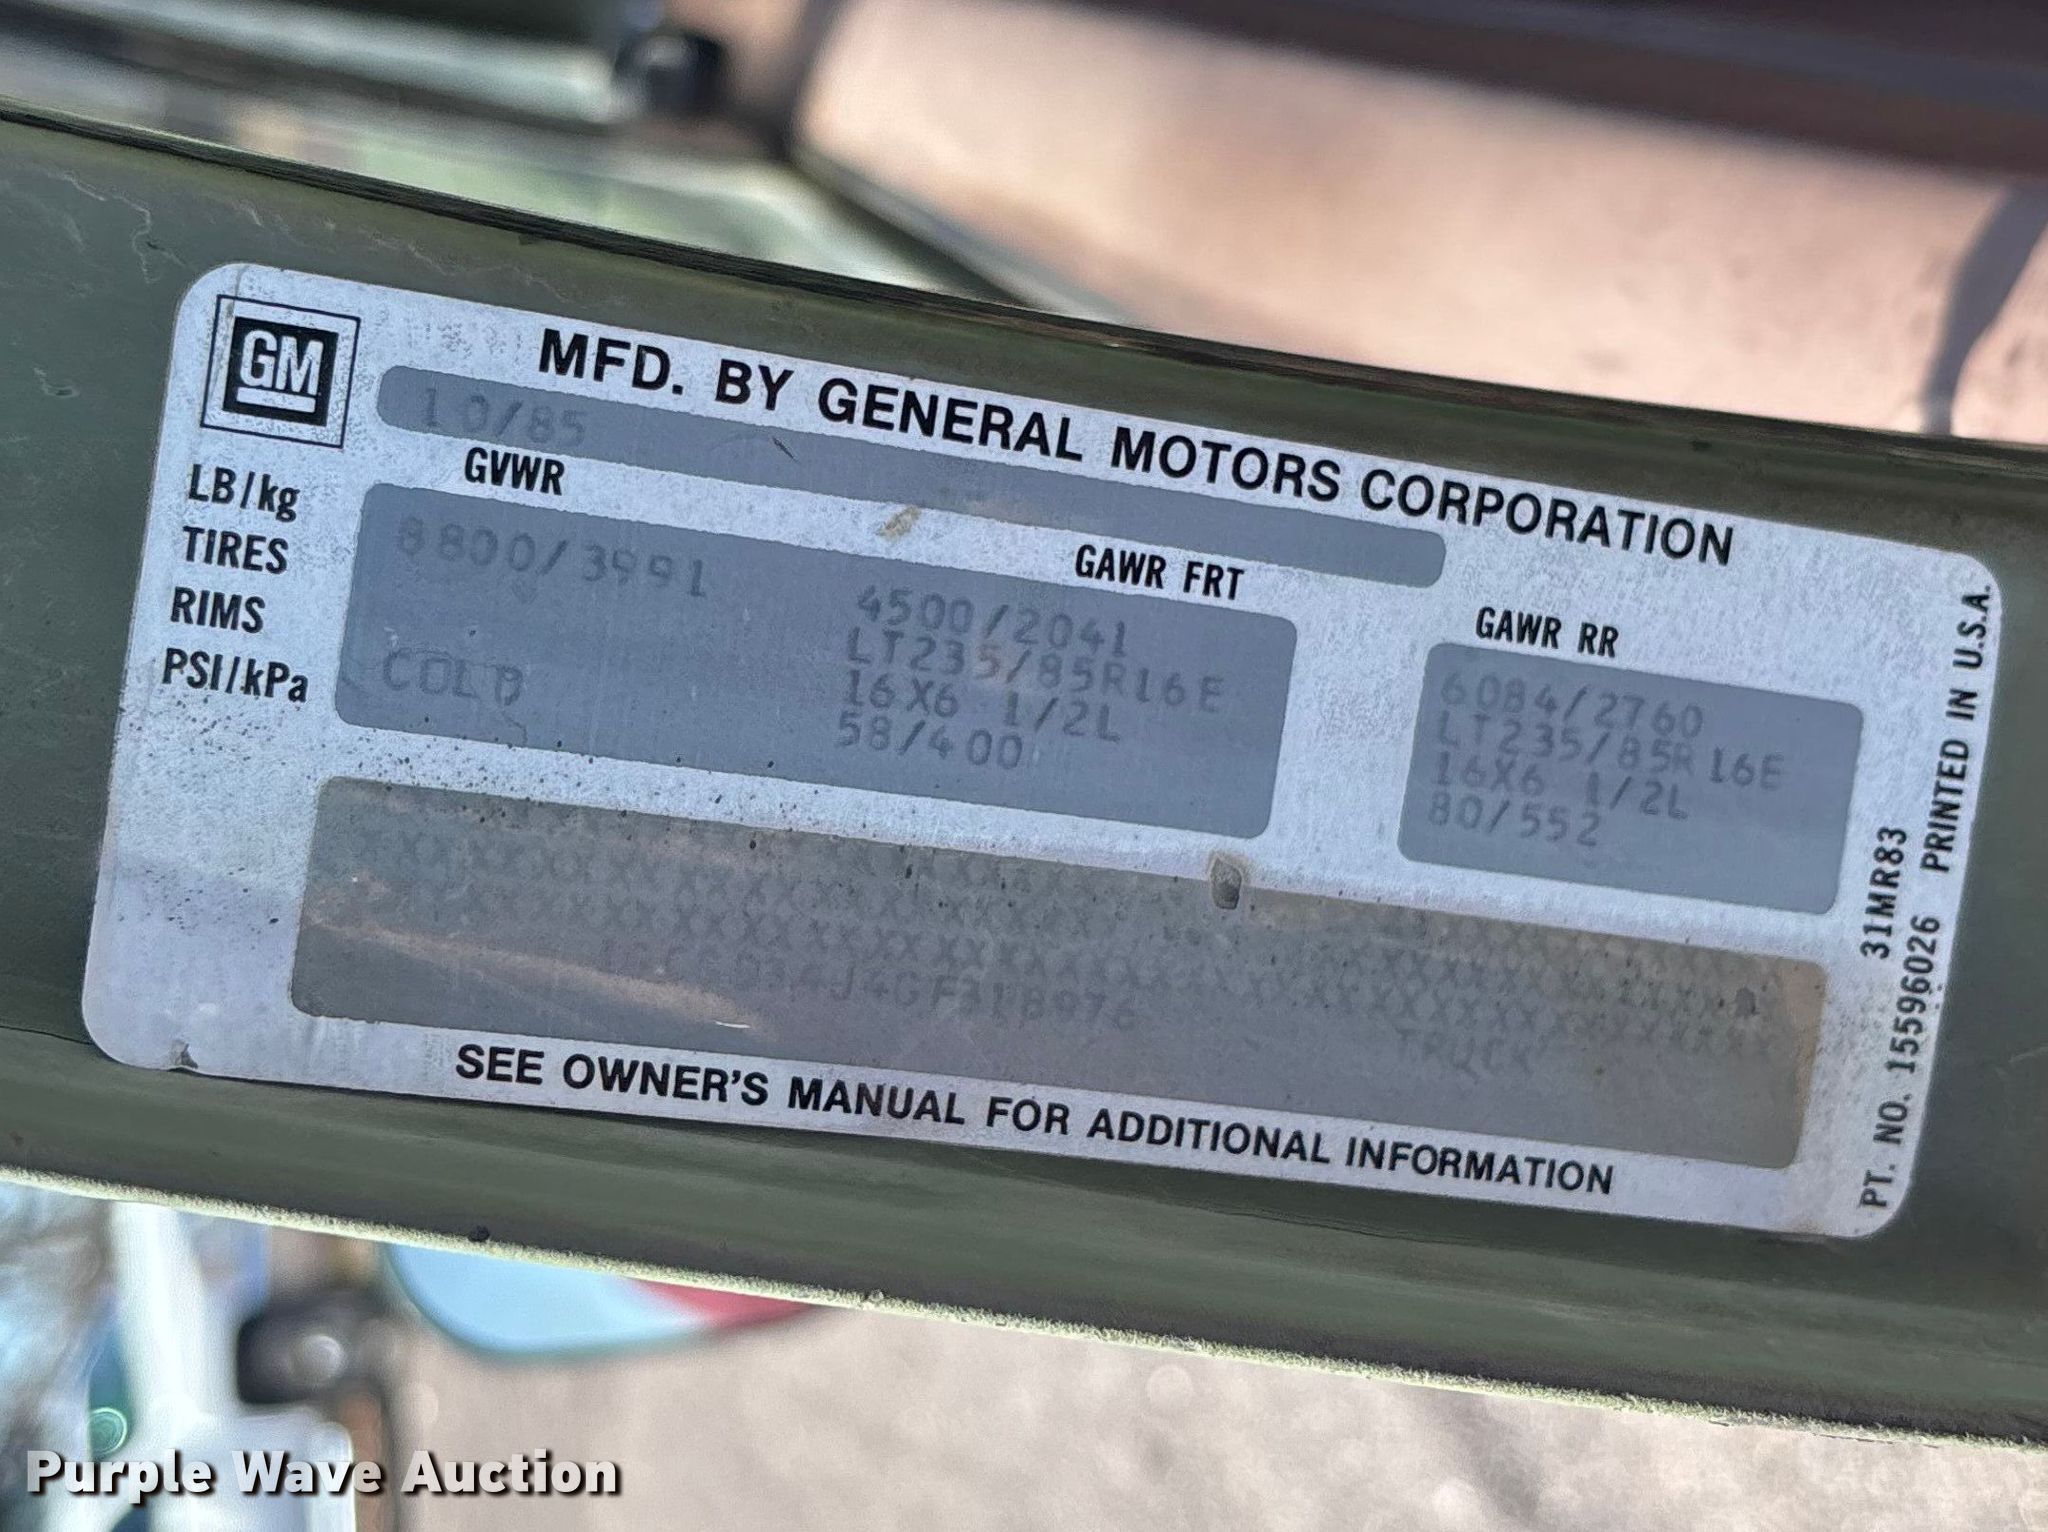 GM
MFD. BY GENERAL MOTORS CORPORATION
10/85
GVWR GAWR FRT GAWR RR
LB/kg 8800/3991 4500/2041 6084/2760
TIRES LT235/85R16E LT235/85R16E
RIMS 16X6 1/2L 16X6 1/2L
PSI/kPa COLD 58/400 80/552
XXXXXXXXXXXXXXXXXXXXXXXXXXXXXXXXXXXXXXXX
TRUCK
SEE OWNER'S MANUAL FOR ADDITIONAL INFORMATION
31MR83
PT. NO. 15596026 PRINTED IN U.S.A.
Purple Wave Auction